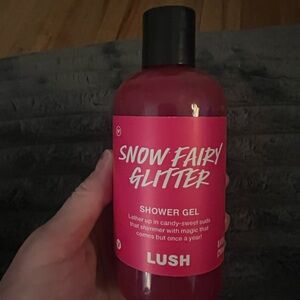 SNOW FAIRY
GLITTER
SHOWER GEL
Lather up in candy-sweet suds
that shimmer with magic that
comes but once a year!
LUSH